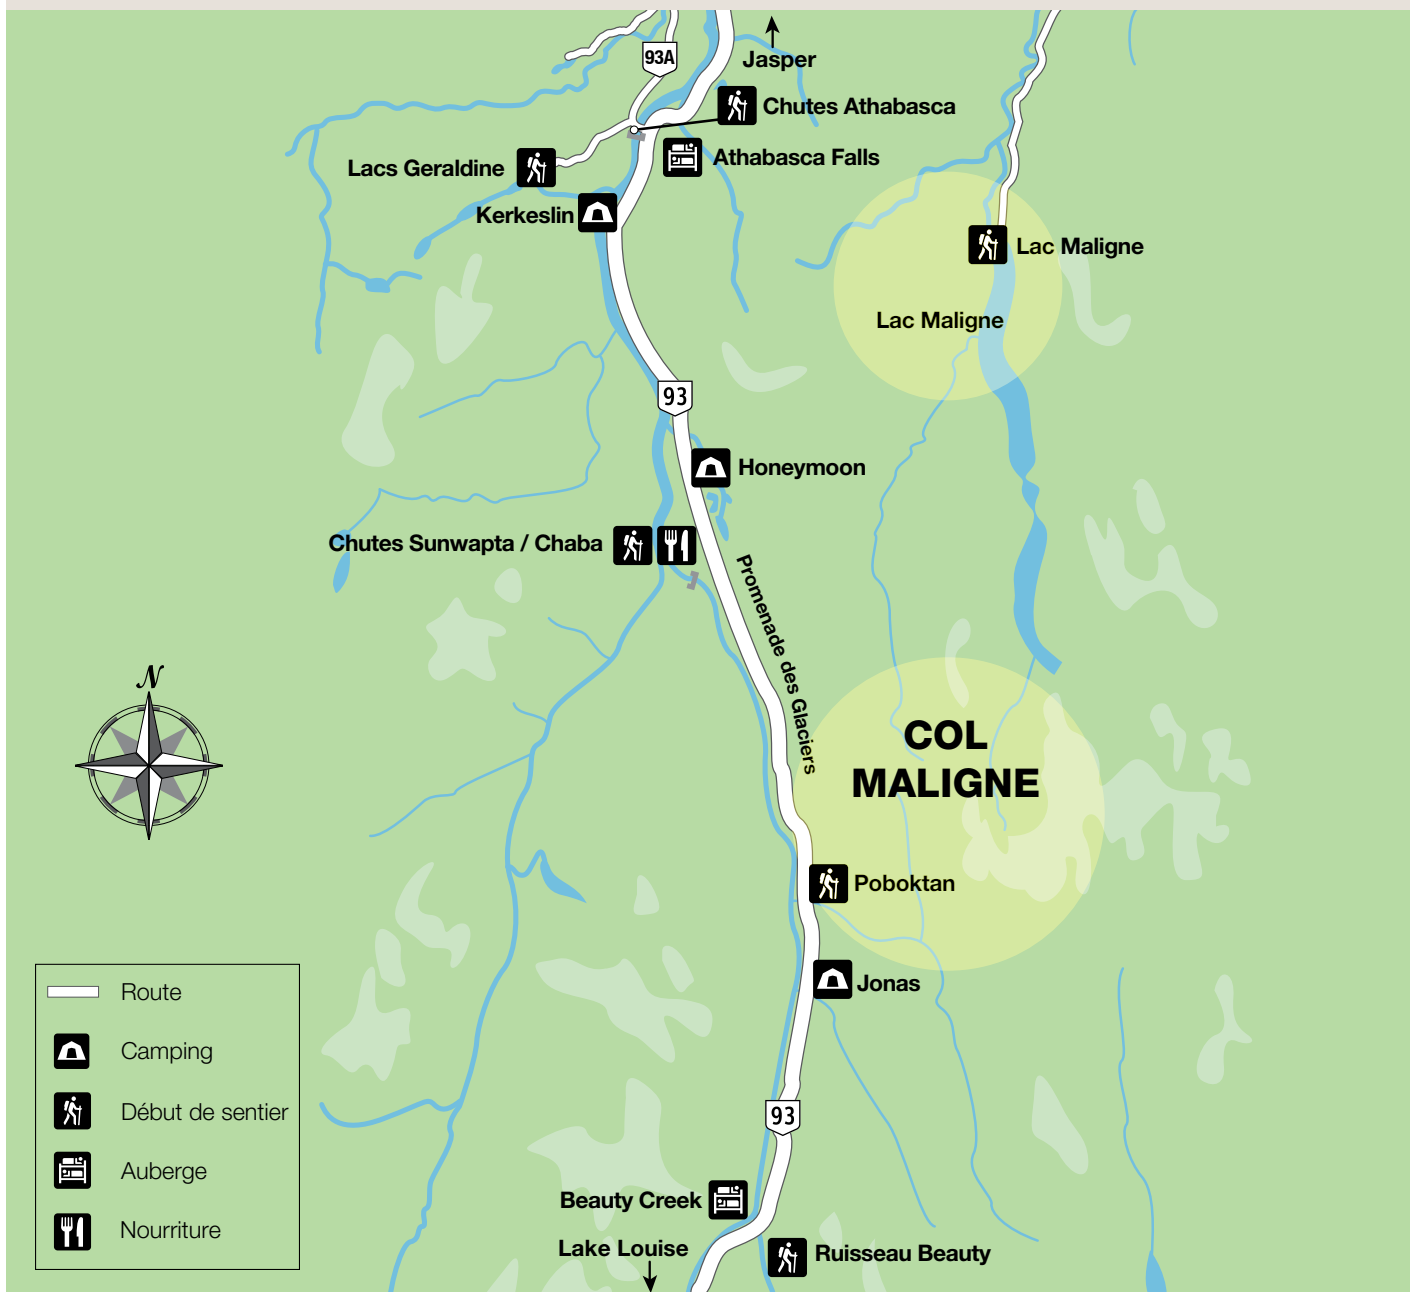 Jasper
93A
Chutes Athabasca
Athabasca Falls
Lacs Geraldine
Kerkeslin
Lac Maligne
Lac Maligne
93
Honeymoon
Chutes Sunwapta / Chaba
Promenade des Glaciers
N
COL
MALIGNE
Poboktan
Jonas
93
Beauty Creek
Lake Louise
Ruisseau Beauty
Route
Camping
Début de sentier
Auberge
Nourriture